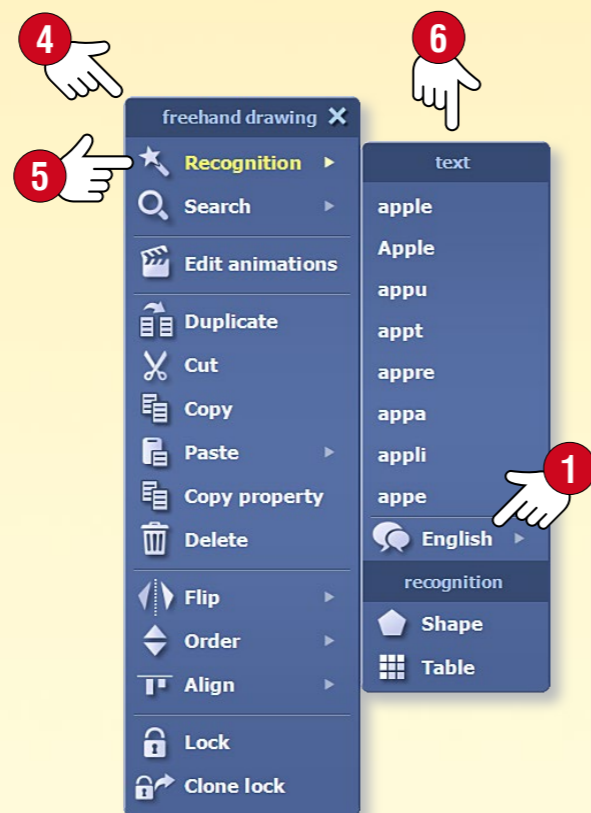 4
6
freehand drawing
5
Recognition
Search
Edit animations
Duplicate
Cut
Copy
Paste
Copy property
Delete
Flip
Order
Align
Lock
Clone lock
text
apple
Apple
appu
appt
appre
appa
appli
appe
1
English
recognition
Shape
Table